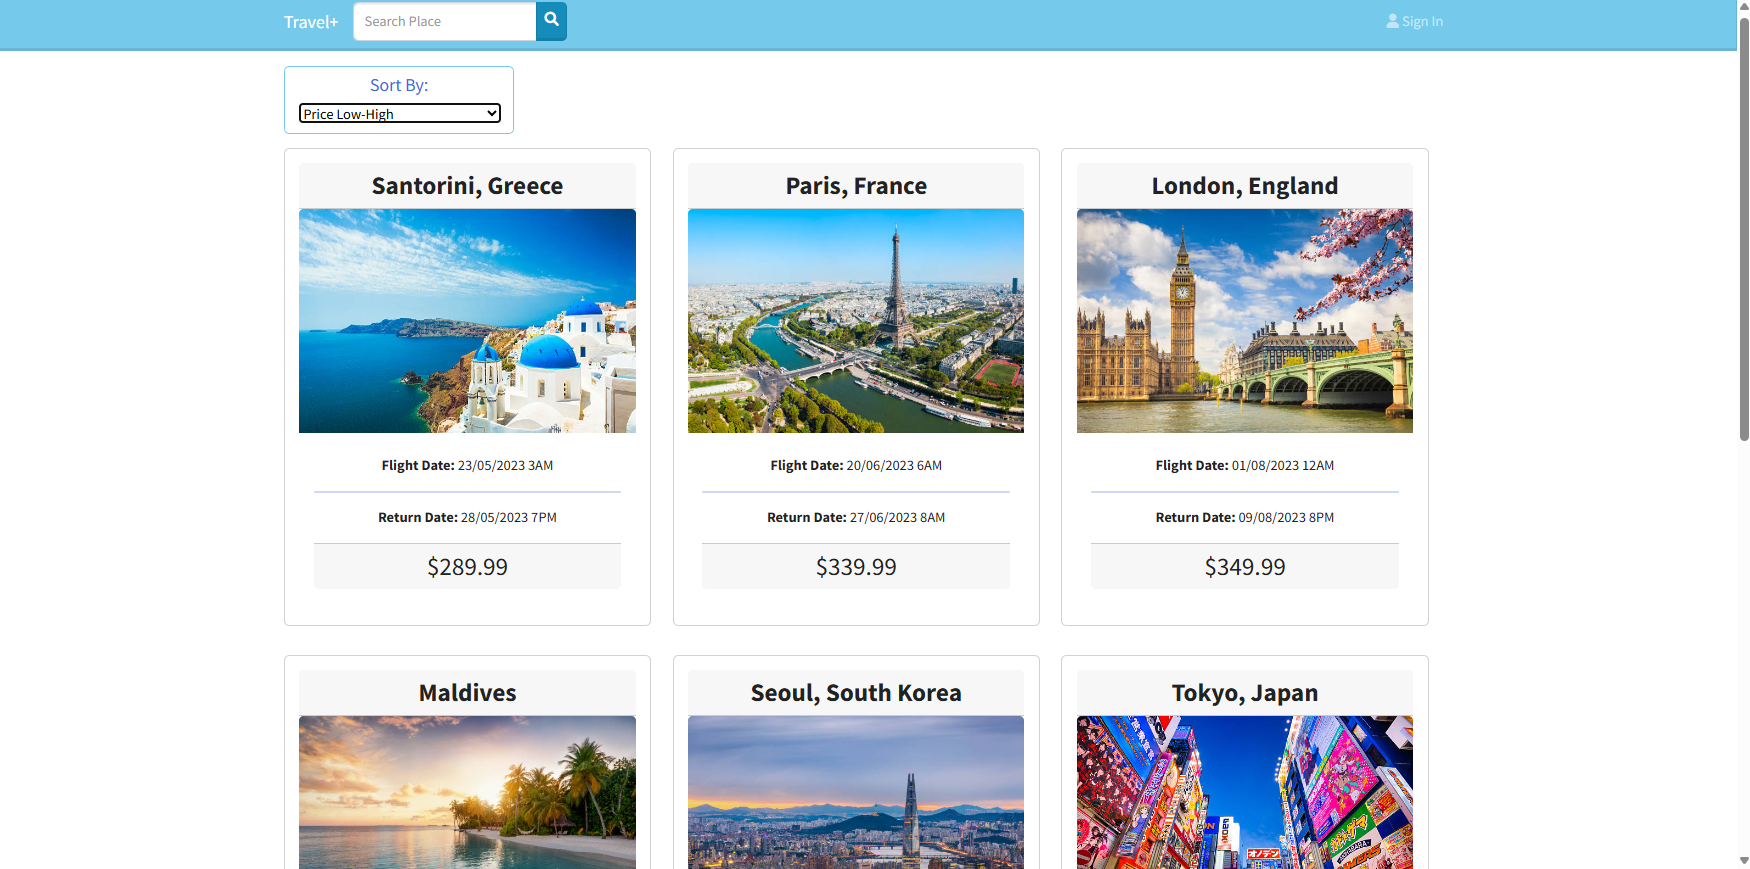 Travel+
Search Place
Sign In
Sort By:
Price Low-High
Santorini, Greece
Paris, France
London, England
Flight Date: 23/05/2023 3AM
Flight Date: 20/06/2023 6AM
Flight Date: 01/08/2023 12AM
Return Date: 28/05/2023 7PM
Return Date: 27/06/2023 8AM
Return Date: 09/08/2023 8PM
$289.99
$339.99
$349.99
Maldives
Seoul, South Korea
Tokyo, Japan